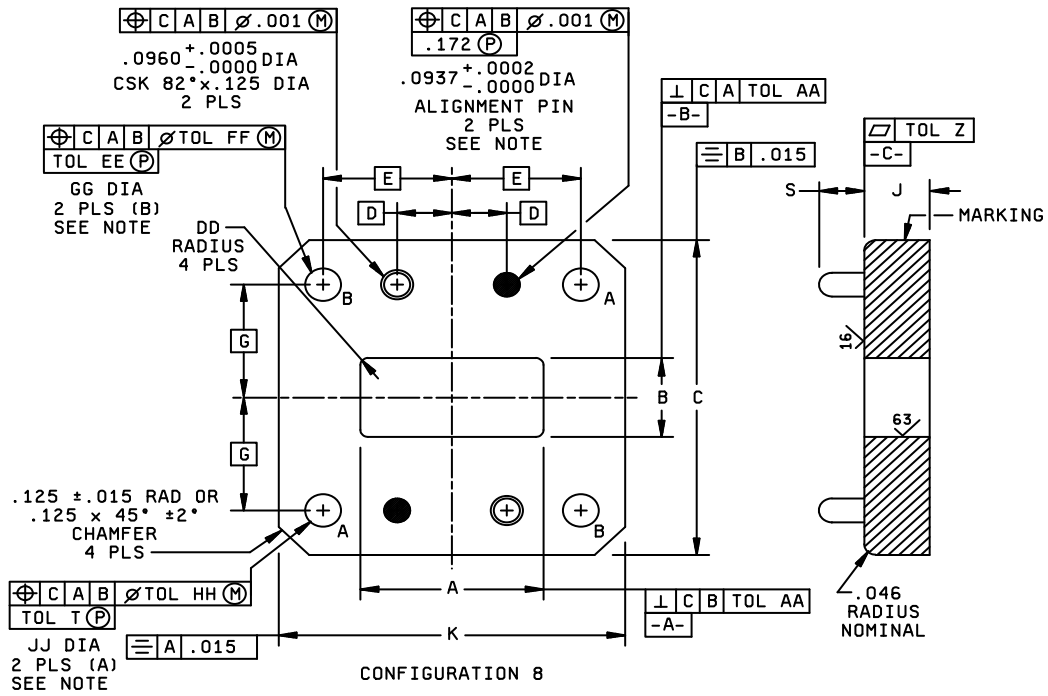 ⌖ C A B ⌀.001 Ⓜ
.0960 +.0005 -.0000 DIA
CSK 82°x.125 DIA
2 PLS
⌖ C A B ⌀.001 Ⓜ
.172 Ⓟ
.0937 +.0002 -.0000 DIA
ALIGNMENT PIN
2 PLS
SEE NOTE
⟂ C A TOL AA
-B-
⌯ B .015
⏥ TOL Z
-C-
⌖ C A B ⌀TOL FF Ⓜ
TOL EE Ⓟ
GG DIA
2 PLS (B)
SEE NOTE
DD
RADIUS
4 PLS
E E
D D
S J
MARKING
B A
G
G
B C
16
63
A B
.125 ±.015 RAD OR
.125 x 45° ±2°
CHAMFER
4 PLS
⌖ C A B ⌀TOL HH Ⓜ
TOL T Ⓟ
JJ DIA
2 PLS (A)
SEE NOTE
⌯ A .015
A
K
⟂ C B TOL AA
-A-
.046
RADIUS
NOMINAL
CONFIGURATION 8